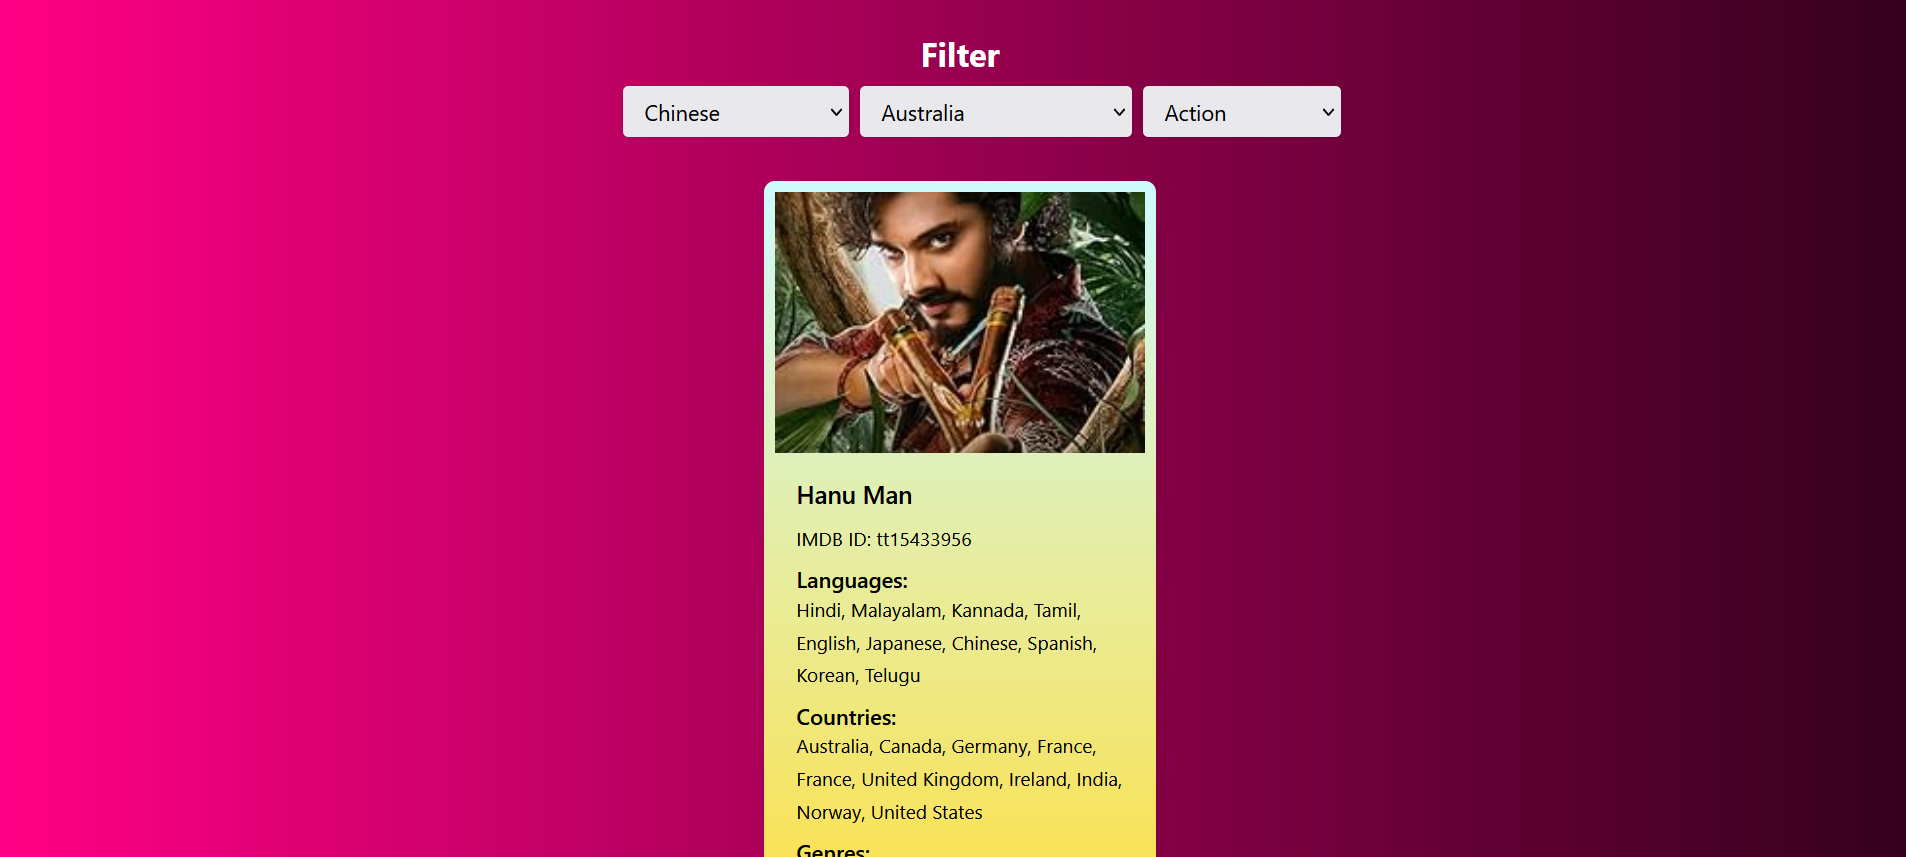 Filter
Chinese Australia Action
Hanu Man
IMDB ID: tt15433956
Languages:
Hindi, Malayalam, Kannada, Tamil,
English, Japanese, Chinese, Spanish,
Korean, Telugu
Countries:
Australia, Canada, Germany, France,
France, United Kingdom, Ireland, India,
Norway, United States
Genres: